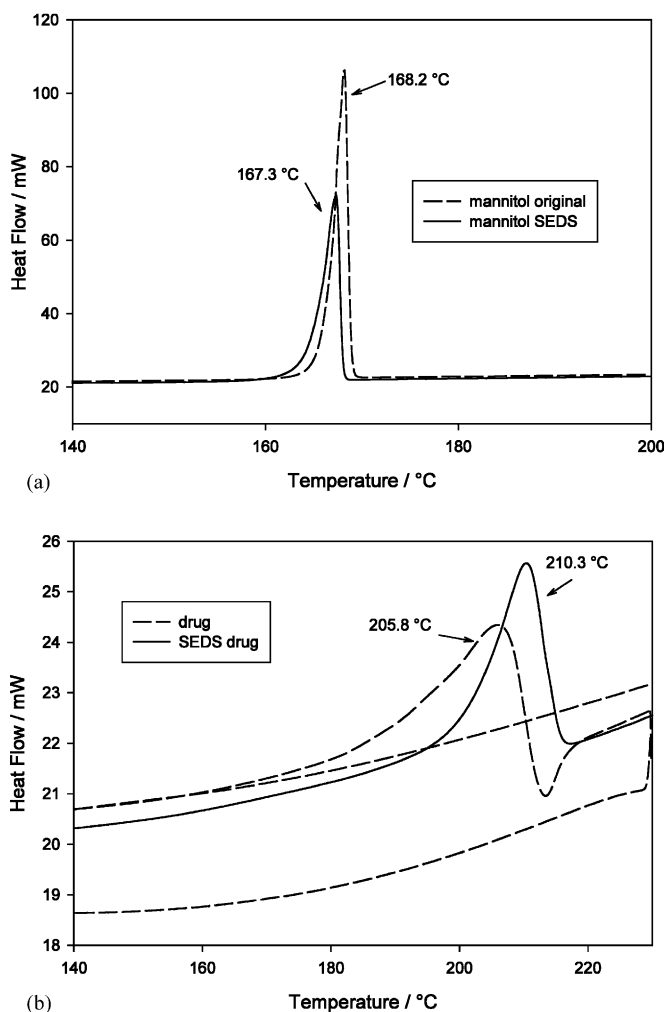 120
100
80
60
40
20
Heat Flow / mW
168.2 °C
167.3 °C
mannitol original
mannitol SEDS
140
160
180
200
Temperature / °C
(a)
26
25
24
23
22
21
20
19
18
Heat Flow / mW
210.3 °C
205.8 °C
drug
SEDS drug
140
160
180
200
220
Temperature / °C
(b)